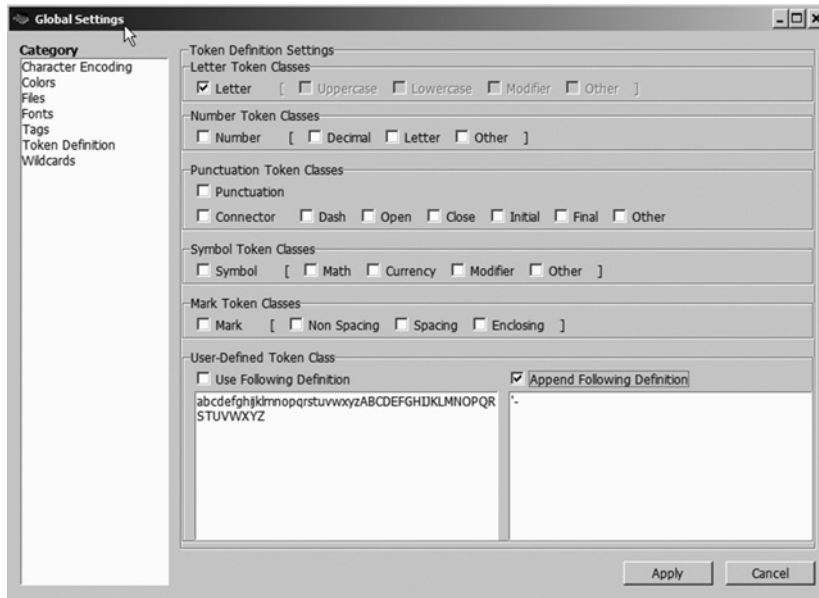 Global Settings
Category
Character Encoding
Colors
Files
Fonts
Tags
Token Definition
Wildcards
Token Definition Settings
Letter Token Classes
Letter [ Uppercase Lowercase Modifier Other ]
Number Token Classes
Number [ Decimal Letter Other ]
Punctuation Token Classes
Punctuation
Connector Dash Open Close Initial Final Other
Symbol Token Classes
Symbol [ Math Currency Modifier Other ]
Mark Token Classes
Mark [ Non Spacing Spacing Enclosing ]
User-Defined Token Class
Use Following Definition
abcdefghijklmnopqrstuvwxyzABCDEFGHIJKLMNOPQR
STUVWXYZ
Append Following Definition
'-
Apply Cancel